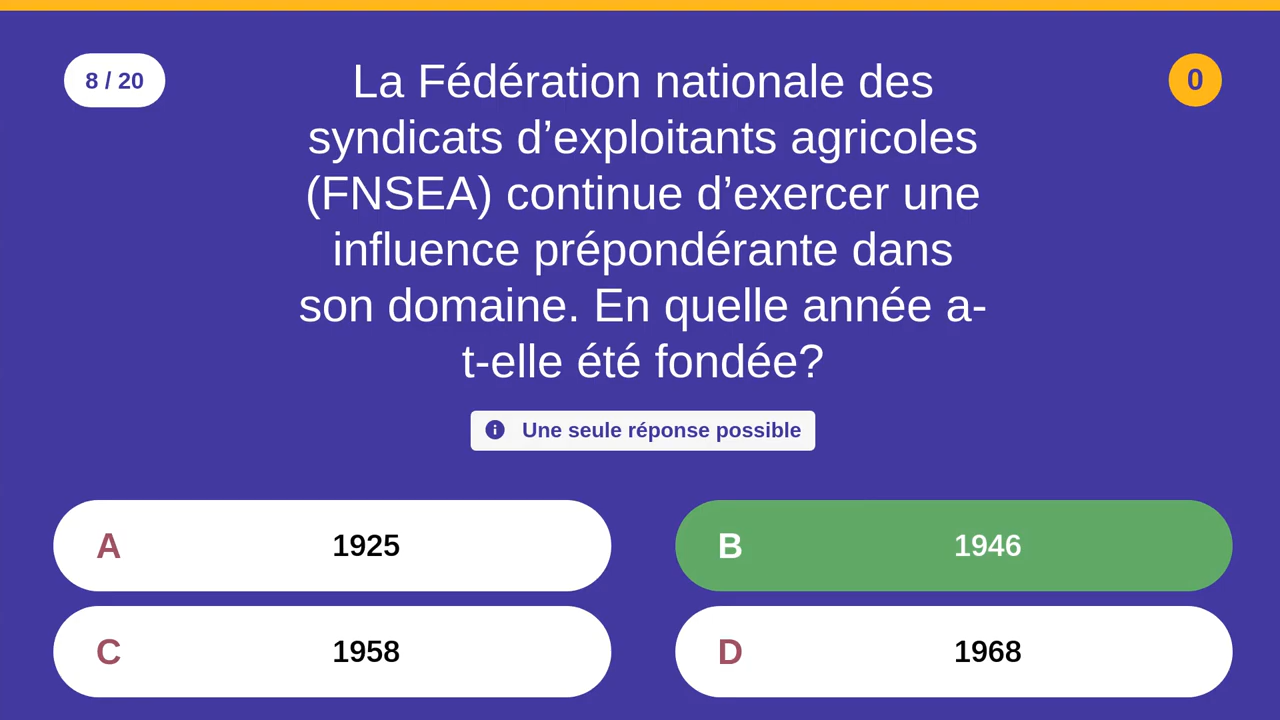 8 / 20
0
La Fédération nationale des
syndicats d’exploitants agricoles
(FNSEA) continue d’exercer une
influence prépondérante dans
son domaine. En quelle année a-
t-elle été fondée?
Une seule réponse possible
A 1925
B 1946
C 1958
D 1968